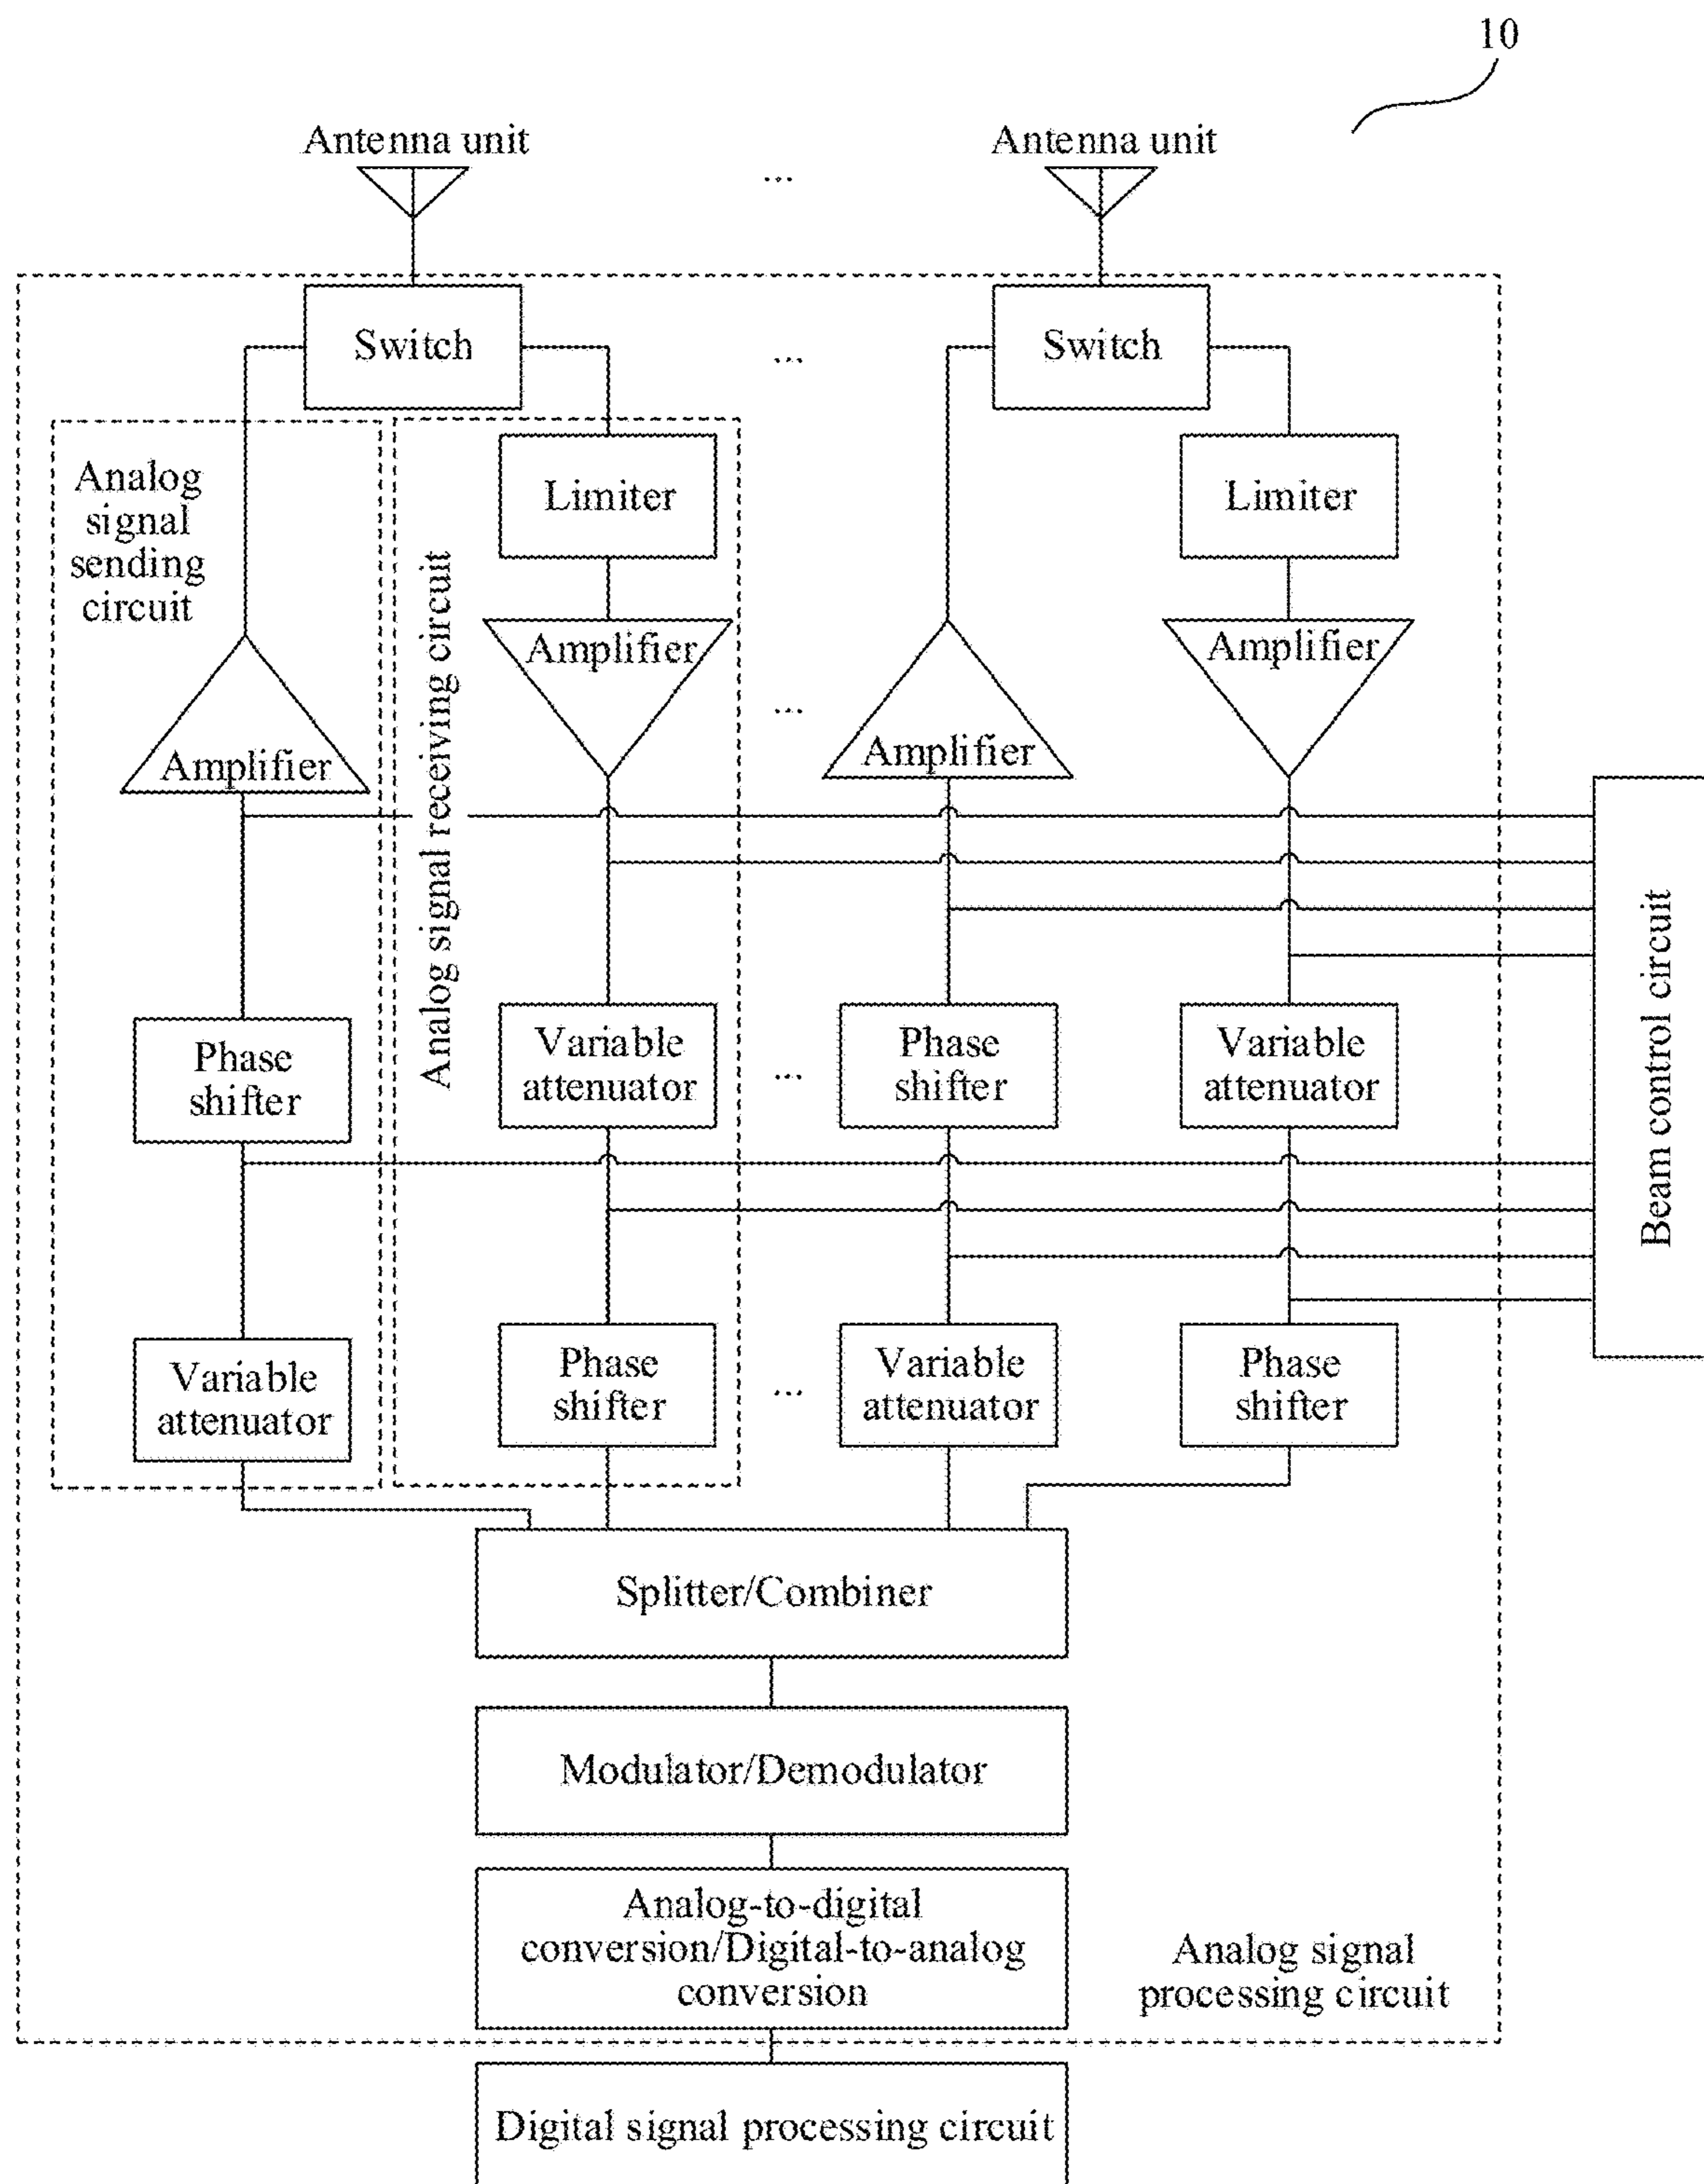 10
Antenna unit
...
Antenna unit
Switch
...
Switch
Analog
signal
sending
circuit
Analog signal receiving circuit
Limiter
Limiter
Amplifier
Amplifier
...
Amplifier
Amplifier
Beam control circuit
Phase
shifter
Variable
attenuator
...
Phase
shifter
Variable
attenuator
Variable
attenuator
Phase
shifter
...
Variable
attenuator
Phase
shifter
Splitter/Combiner
Modulator/Demodulator
Analog-to-digital
conversion/Digital-to-analog
conversion
Analog signal
processing circuit
Digital signal processing circuit